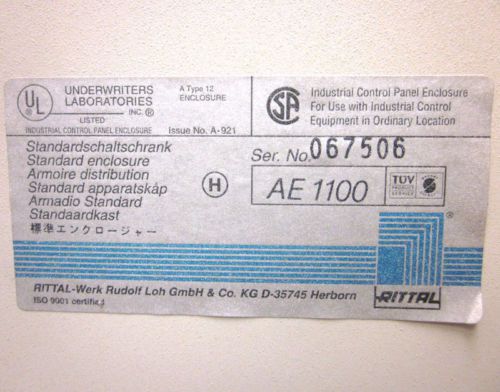 UL
UNDERWRITERS
LABORATORIES
INC.®
LISTED
INDUSTRIAL CONTROL PANEL ENCLOSURE
A Type 12
ENCLOSURE
Issue No. A-921
SA
Industrial Control Panel Enclosure
For Use with Industrial Control
Equipment in Ordinary Location
Standardschaltschrank
Standard enclosure
Armoire distribution
Standard apparatskåp
Armadio Standard
Standaardkast
標準エンクロージャー
H
Ser. No. 067506
AE 1100
TÜV
PRODUCT
SERVICE
®
RITTAL
RITTAL-Werk Rudolf Loh GmbH & Co. KG D-35745 Herborn
ISO 9001 certified